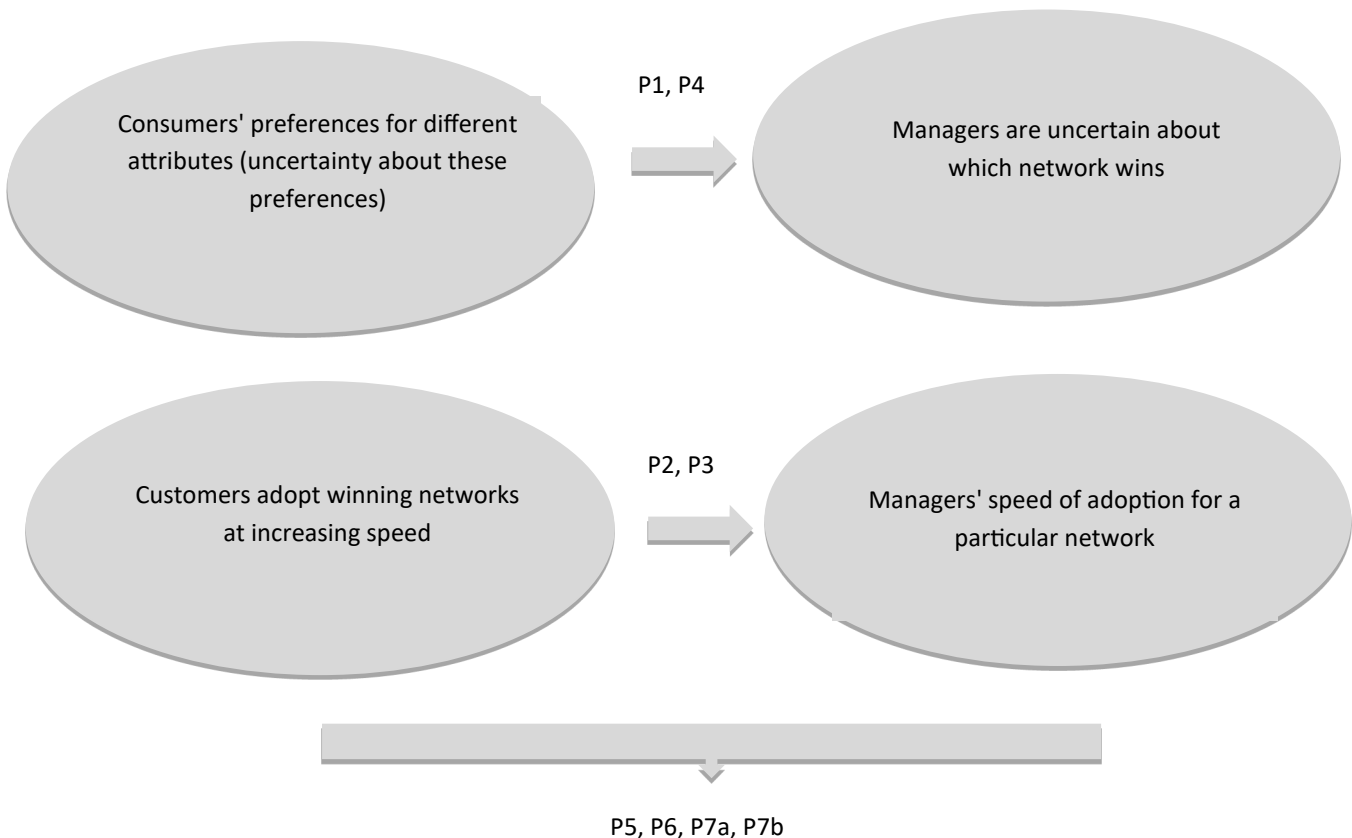 P1, P4
Consumers' preferences for different
attributes (uncertainty about these
preferences)
Managers are uncertain about
which network wins
P2, P3
Customers adopt winning networks
at increasing speed
Managers' speed of adoption for a
particular network
P5, P6, P7a, P7b